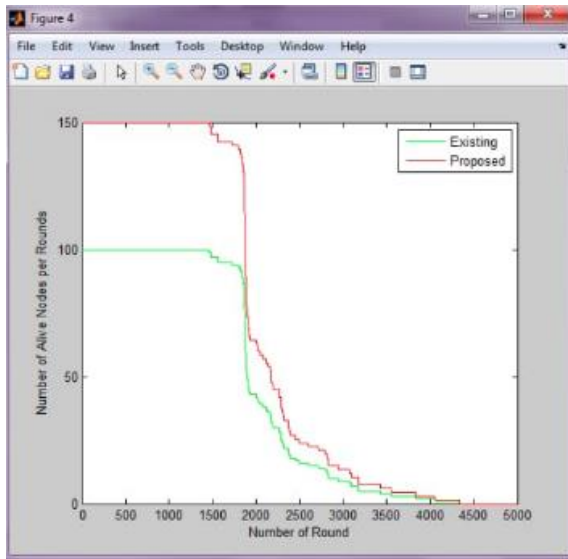 Figure 4
File Edit View Insert Tools Desktop Window Help
150
100
50
0
Number of Alive Nodes per Rounds
Existing
Proposed
0 500 1000 1500 2000 2500 3000 3500 4000 4500 5000
Number of Round